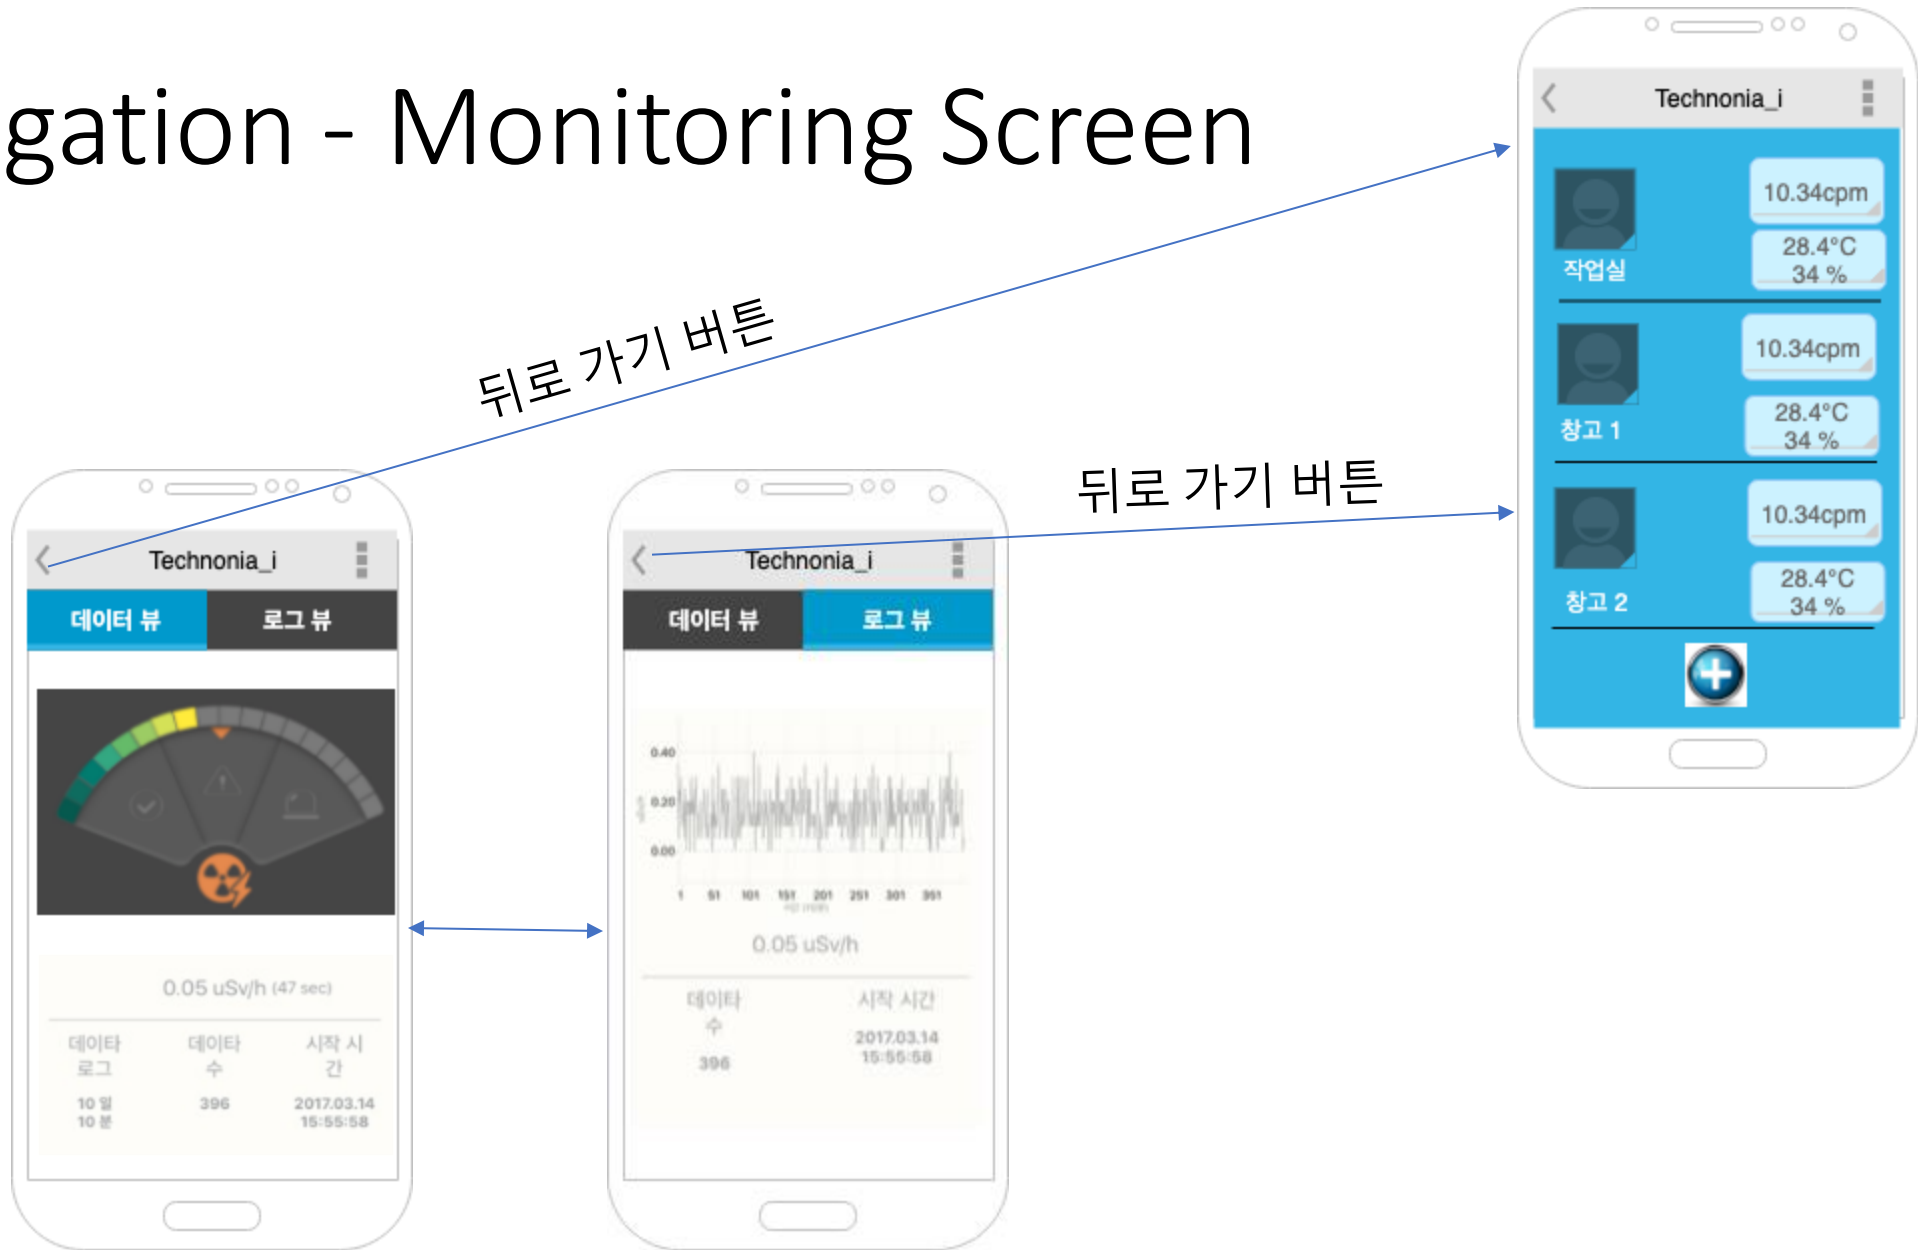 gation - Monitoring Screen
뒤로 가기 버튼
뒤로 가기 버튼
Technonia_i
10.34cpm
28.4°C
34 %
작업실
10.34cpm
28.4°C
34 %
창고 1
10.34cpm
28.4°C
34 %
창고 2
Technonia_i
데이터 뷰
로그 뷰
0.05 uSv/h (47 sec)
데이타 로그
데이타 수
시작 시간
10 일
10 분
396
2017.03.14
15:55:58
Technonia_i
데이터 뷰
로그 뷰
0.40
0.20
0.00
1 51 101 151 201 251 301 351
0.05 uSv/h
데이타 수
시작 시간
396
2017.03.14
15:55:58